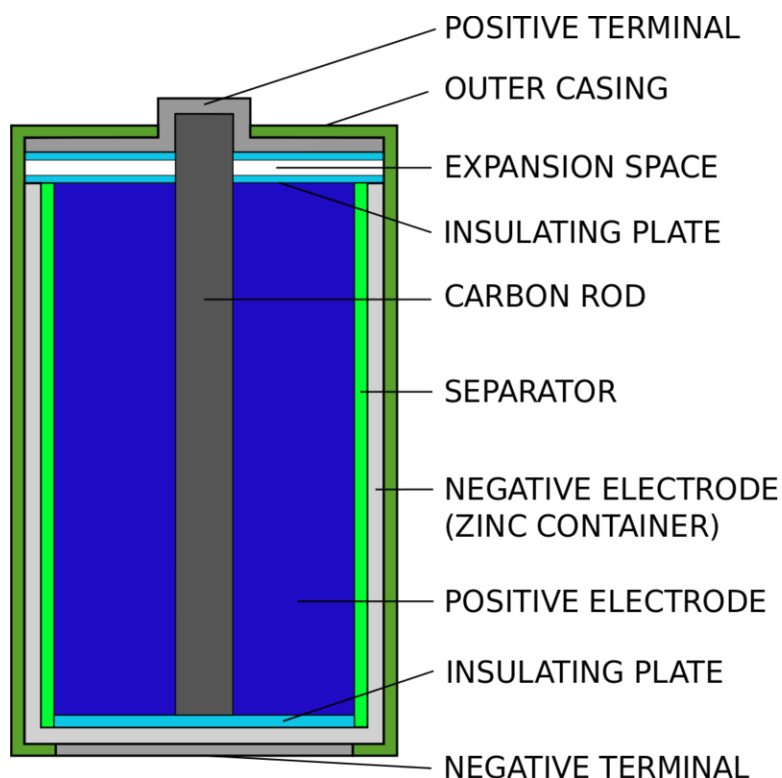 POSITIVE TERMINAL
OUTER CASING
EXPANSION SPACE
INSULATING PLATE
CARBON ROD
SEPARATOR
NEGATIVE ELECTRODE
(ZINC CONTAINER)
POSITIVE ELECTRODE
INSULATING PLATE
NEGATIVE TERMINAL